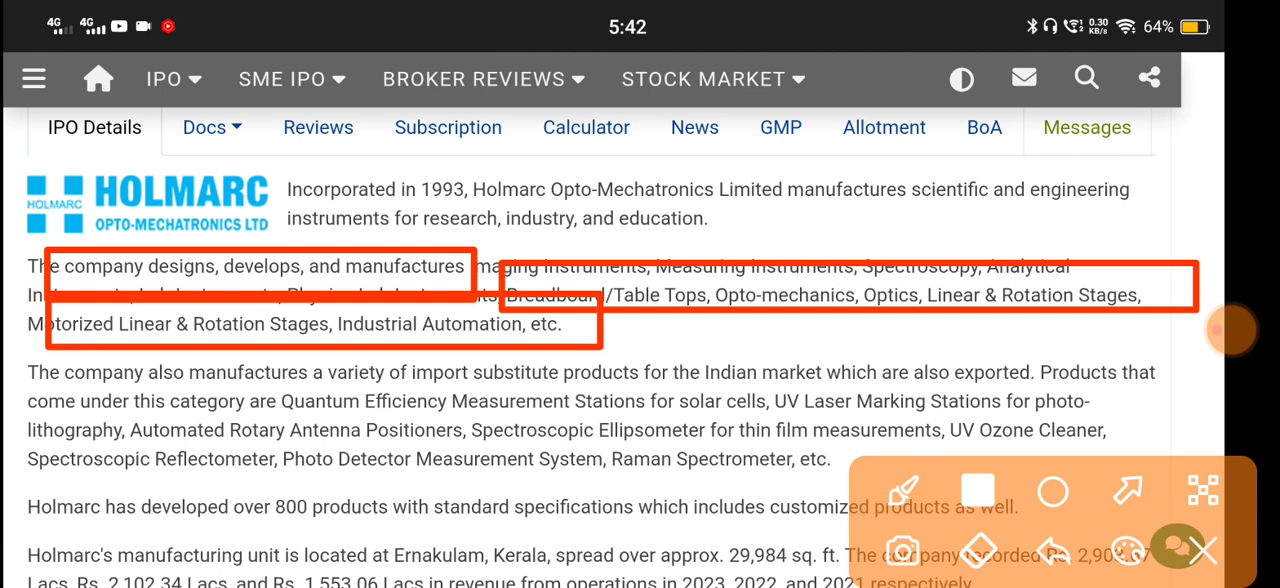 4G 4G 5:42 0.30 KB/s 64%
IPO SME IPO BROKER REVIEWS STOCK MARKET
IPO Details Docs Reviews Subscription Calculator News GMP Allotment BoA Messages
HOLMARC HOLMARC
OPTO-MECHATRONICS LTD
Incorporated in 1993, Holmarc Opto-Mechatronics Limited manufactures scientific and engineering
instruments for research, industry, and education.
The company designs, develops, and manufactures Imaging Instruments, Measuring Instruments, Spectroscopy, Analytical
Breadboard/Table Tops, Opto-mechanics, Optics, Linear & Rotation Stages,
Motorized Linear & Rotation Stages, Industrial Automation, etc.
The company also manufactures a variety of import substitute products for the Indian market which are also exported. Products that
come under this category are Quantum Efficiency Measurement Stations for solar cells, UV Laser Marking Stations for photo-
lithography, Automated Rotary Antenna Positioners, Spectroscopic Ellipsometer for thin film measurements, UV Ozone Cleaner,
Spectroscopic Reflectometer, Photo Detector Measurement System, Raman Spectrometer, etc.
Holmarc has developed over 800 products with standard specifications which includes customized products as well.
Holmarc's manufacturing unit is located at Ernakulam, Kerala, spread over approx. 29,984 sq. ft. The company recorded Rs.
Lacs, Rs. 2,102.34 Lacs, and Rs. 1,553.06 Lacs in revenue from operations in 2023, 2022, and 2021 respectively.